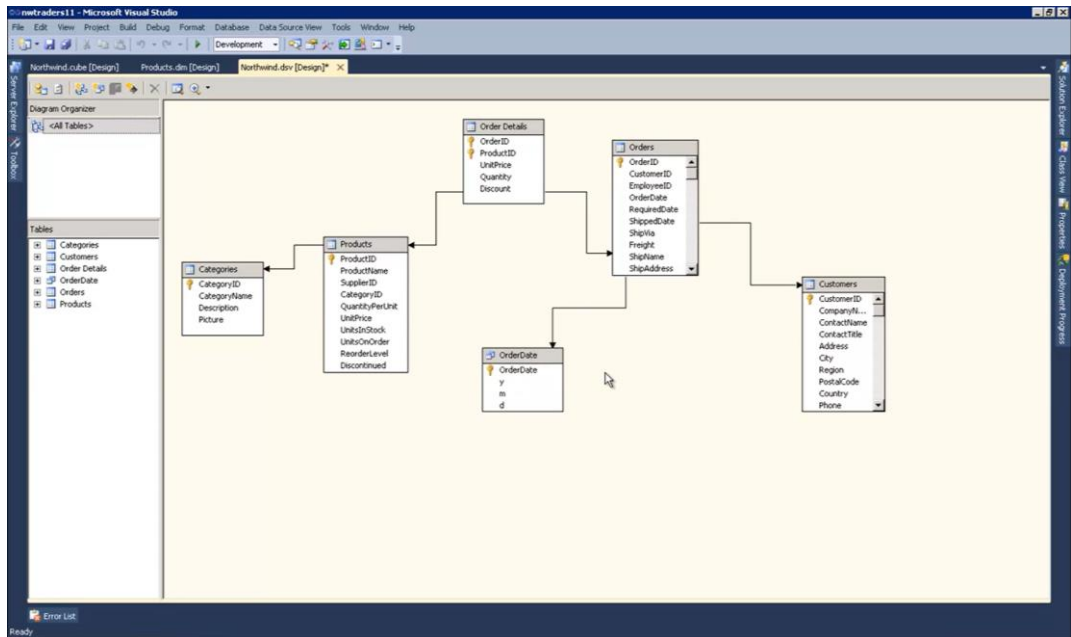 nwtraders11 - Microsoft Visual Studio
File Edit View Project Build Debug Format Database Data Source View Tools Window Help
Development
Northwind.cube [Design] Products.dm [Design] Northwind.dsv [Design]*
Server Explorer
Toolbox
Diagram Organizer
<All Tables>
Tables
Categories
Customers
Order Details
OrderDate
Orders
Products
Order Details
OrderID
ProductID
UnitPrice
Quantity
Discount
Orders
OrderID
CustomerID
EmployeeID
OrderDate
RequiredDate
ShippedDate
ShipVia
Freight
ShipName
ShipAddress
Products
ProductID
ProductName
SupplierID
CategoryID
QuantityPerUnit
UnitPrice
UnitsInStock
UnitsOnOrder
ReorderLevel
Discontinued
Categories
CategoryID
CategoryName
Description
Picture
OrderDate
OrderDate
y
m
d
Customers
CustomerID
CompanyN...
ContactName
ContactTitle
Address
City
Region
PostalCode
Country
Phone
Solution Explorer
Class View
Properties
Deployment Progress
Error List
Ready